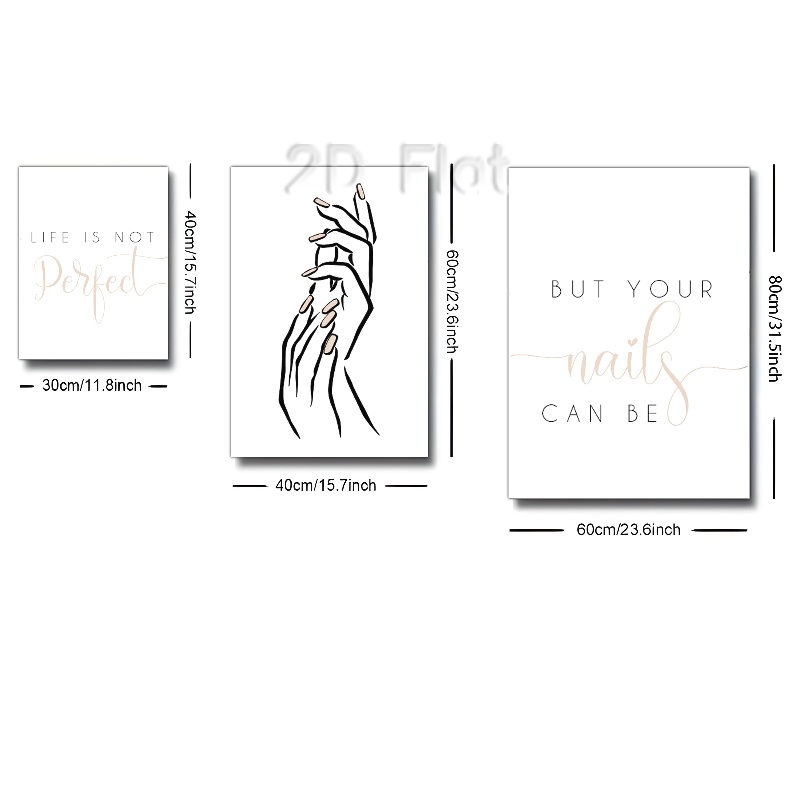 2D Flat
LIFE IS NOT
Perfect
40cm/15.7inch
30cm/11.8inch
60cm/23.6inch
40cm/15.7inch
BUT YOUR
nails
CAN BE
80cm/31.5inch
60cm/23.6inch